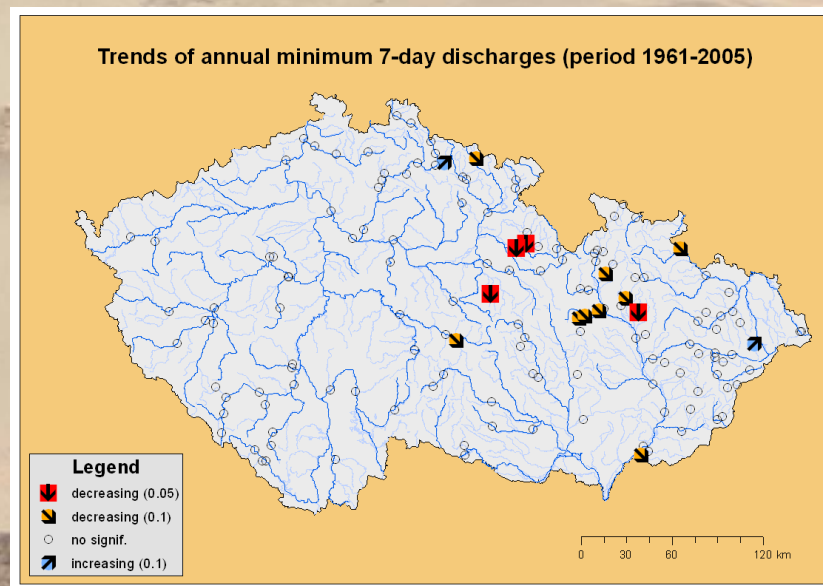 Trends of annual minimum 7-day discharges (period 1961-2005)
Legend
decreasing (0.05)
decreasing (0.1)
no signif.
increasing (0.1)
0 30 60 120 km